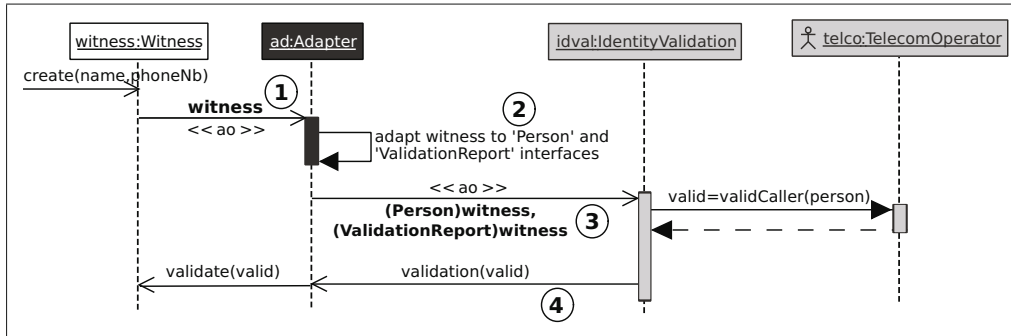 witness:Witness
ad:Adapter
idval:IdentityValidation
telco:TelecomOperator
create(name,phoneNb)
witness
1
<< ao >>
2
adapt witness to 'Person' and
'ValidationReport' interfaces
<< ao >>
(Person)witness,
(ValidationReport)witness
3
valid=validCaller(person)
validate(valid)
validation(valid)
4